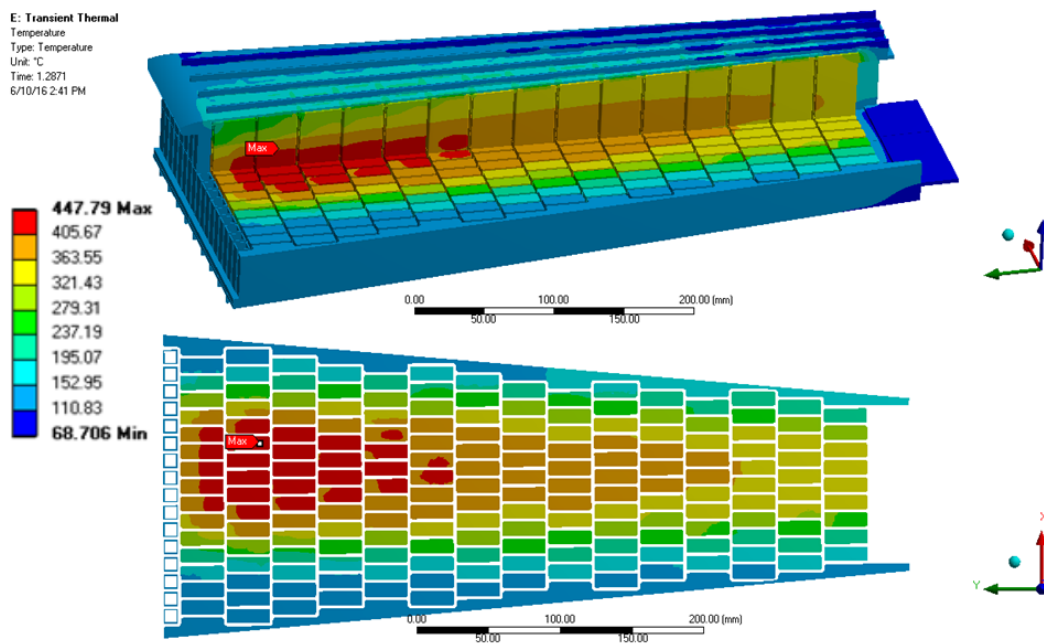 E: Transient Thermal
Temperature
Type: Temperature
Unit: °C
Time: 1.2871
6/10/16 2:41 PM
Max
447.79 Max
405.67
363.55
321.43
279.31
237.19
195.07
152.95
110.83
68.706 Min
0.00 100.00 200.00 (mm)
50.00 150.00
Max
X
Y
0.00 100.00 200.00 (mm)
50.00 150.00